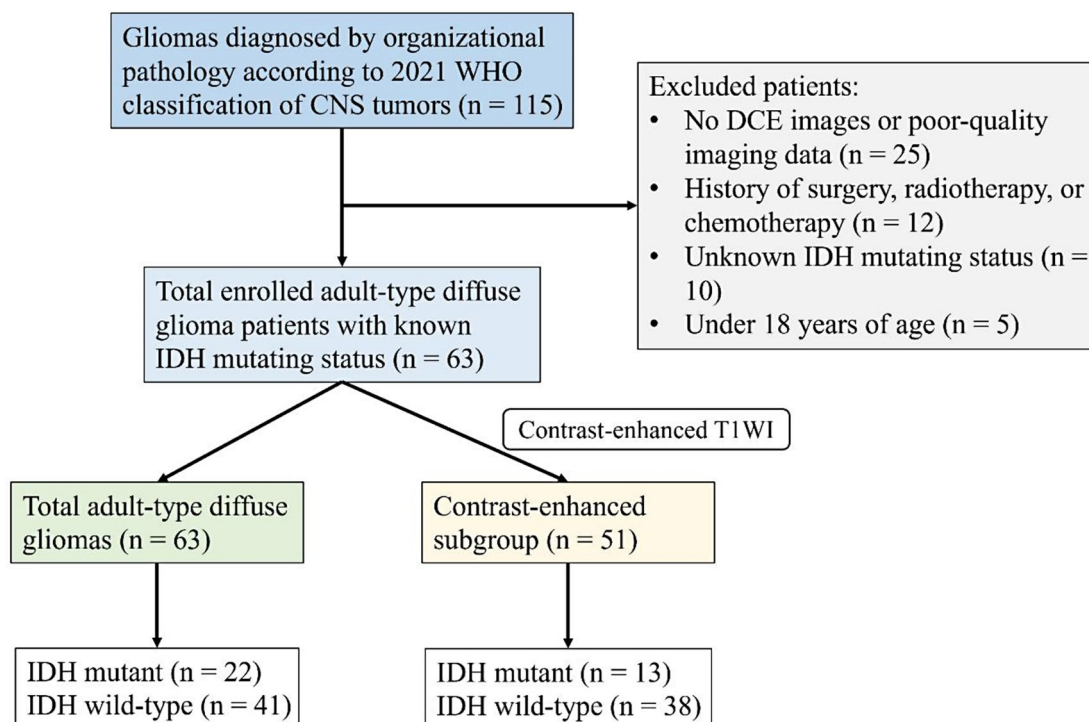 Gliomas diagnosed by organizational
pathology according to 2021 WHO
classification of CNS tumors (n = 115)
Excluded patients:
• No DCE images or poor-quality
imaging data (n = 25)
• History of surgery, radiotherapy, or
chemotherapy (n = 12)
• Unknown IDH mutating status (n =
10)
• Under 18 years of age (n = 5)
Total enrolled adult-type diffuse
glioma patients with known
IDH mutating status (n = 63)
Contrast-enhanced T1WI
Total adult-type diffuse
gliomas (n = 63)
Contrast-enhanced
subgroup (n = 51)
IDH mutant (n = 22)
IDH wild-type (n = 41)
IDH mutant (n = 13)
IDH wild-type (n = 38)